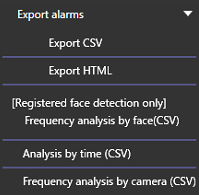 Export alarms
Export CSV
Export HTML
[Registered face detection only]
Frequency analysis by face(CSV)
Analysis by time (CSV)
Frequency analysis by camera (CSV)